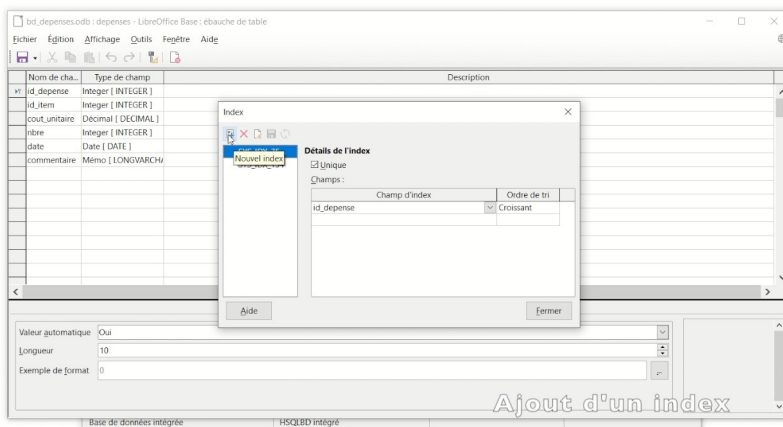 bd_depenses.odb : depenses - LibreOffice Base : ébauche de table
Fichier Édition Affichage Outils Fenêtre Aide
Nom de cha... Type de champ Description
id_depense Integer [ INTEGER ]
id_item Integer [ INTEGER ]
cout_unitaire Décimal [ DECIMAL ]
nbre Integer [ INTEGER ]
date Date [ DATE ]
commentaire Mémo [ LONGVARCHA
Index
Nouvel index
Détails de l'index
Unique
Champs :
Champ d'index Ordre de tri
id_depense Croissant
Aide Fermer
Valeur automatique Oui
Longueur 10
Exemple de format 0
Ajout d'un index
Base de données intégrée HSQLBD intégré